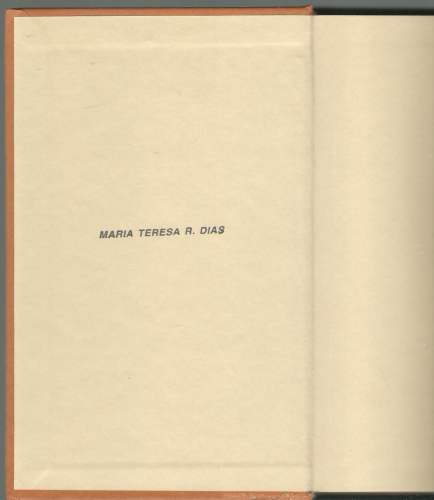 MARIA TERESA R. DIAS